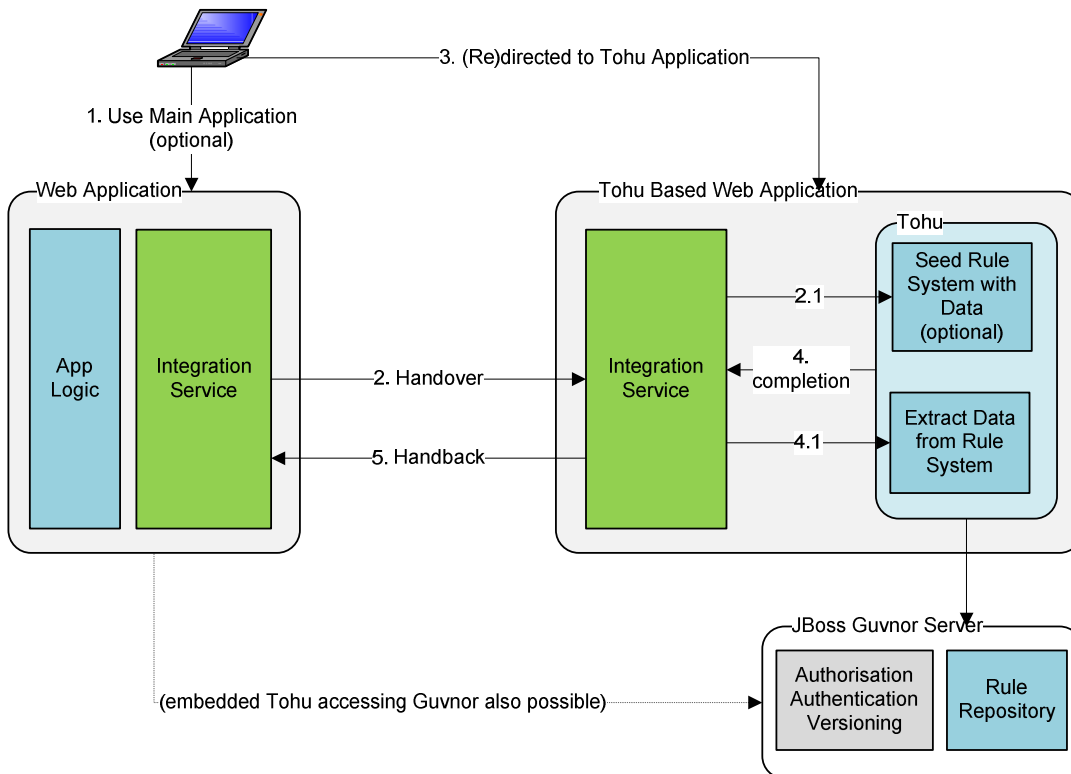 3. (Re)directed to Tohu Application
1. Use Main Application
(optional)
Web Application
Tohu Based Web Application
Tohu
App
Logic
Integration
Service
2. Handover
5. Handback
Integration
Service
2.1
4.
completion
4.1
Seed Rule
System with
Data
(optional)
Extract Data
from Rule
System
JBoss Guvnor Server
(embedded Tohu accessing Guvnor also possible)
Authorisation
Authentication
Versioning
Rule
Repository